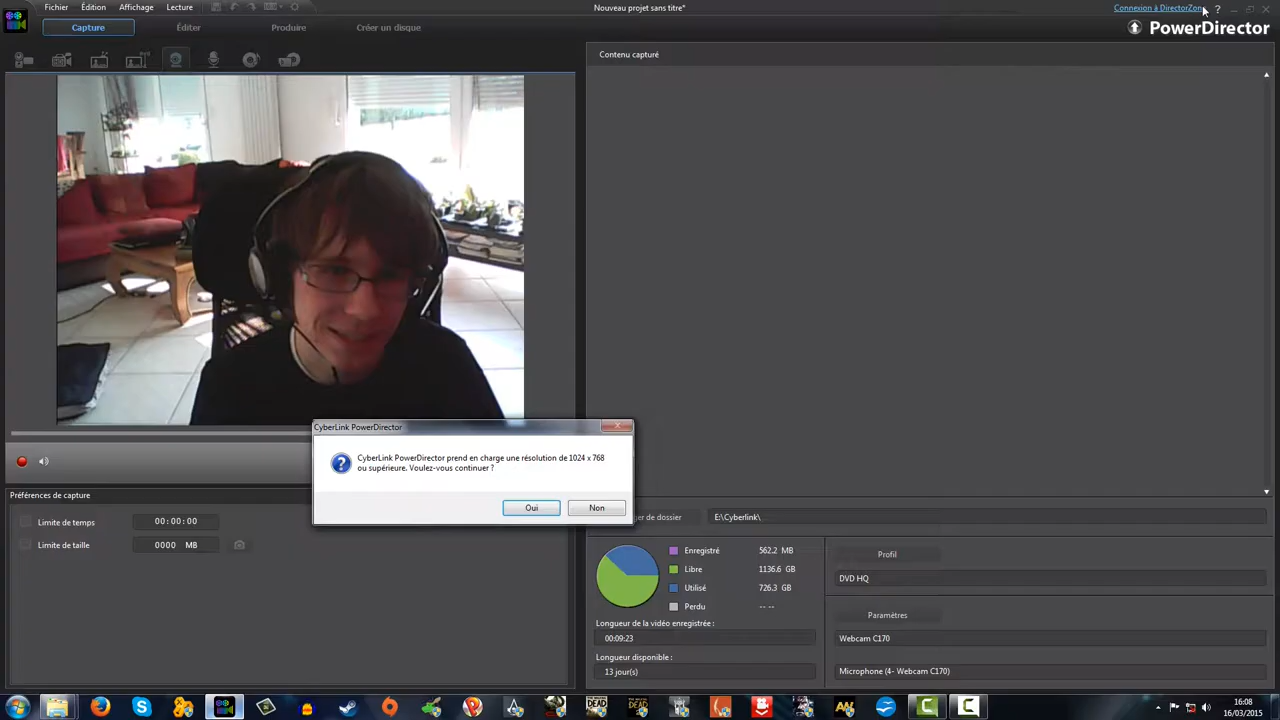 Fichier Édition Affichage Lecture
Nouveau projet sans titre*
Connexion à DirectorZone
?
Capture Éditer Produire Créer un disque
PowerDirector
Contenu capturé
CyberLink PowerDirector
CyberLink PowerDirector prend en charge une résolution de 1024 x 768
ou supérieure. Voulez-vous continuer ?
Oui Non
Préférences de capture
Limite de temps 00:00:00
Limite de taille 0000 MB
de dossier E:\Cyberlink\
Enregistré 562.2 MB
Libre 1136.6 GB
Utilisé 726.3 GB
Perdu -- --
Longueur de la vidéo enregistrée :
00:09:23
Longueur disponible :
13 jour(s)
Profil
DVD HQ
Paramètres
Webcam C170
Microphone (4- Webcam C170)
16:08
16/03/2015